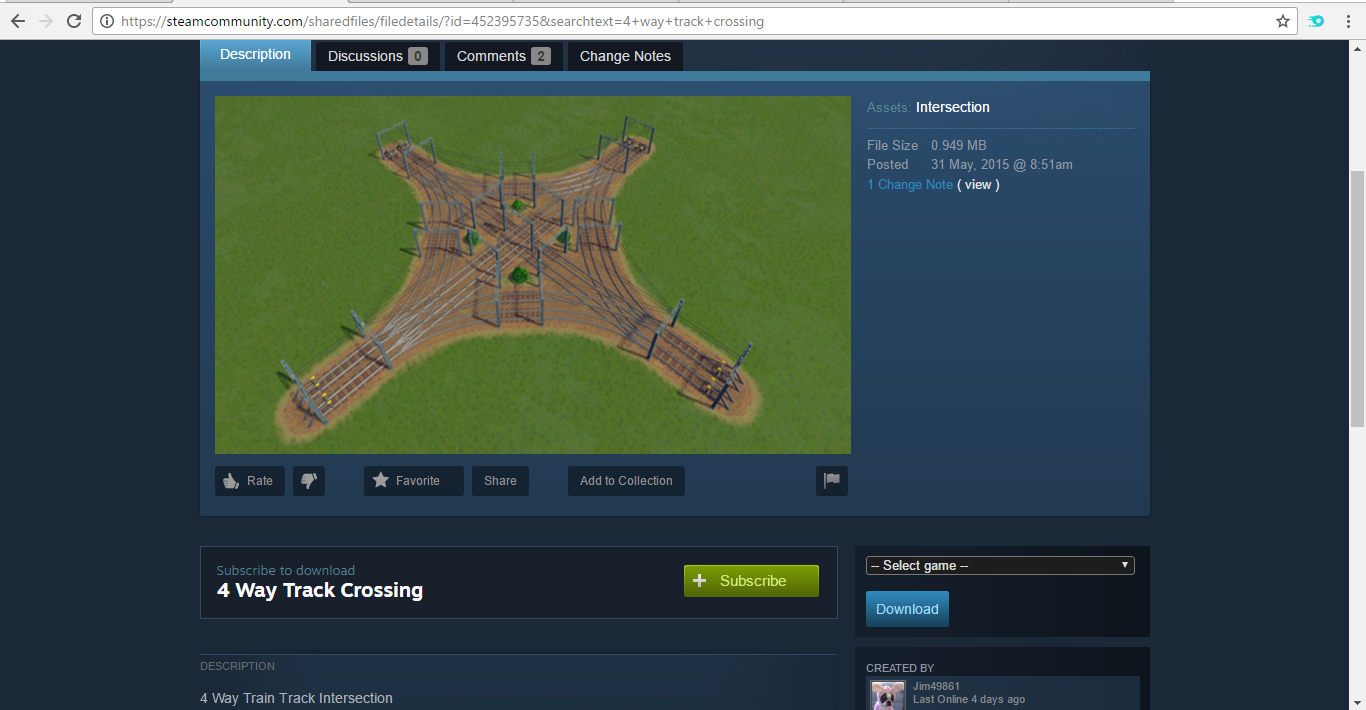 https://steamcommunity.com/sharedfiles/filedetails/?id=452395735&searchtext=4+way+track+crossing
Description
Discussions 0
Comments 2
Change Notes
Assets: Intersection
File Size 0.949 MB
Posted 31 May, 2015 @ 8:51am
1 Change Note ( view )
Rate
Favorite
Share
Add to Collection
Subscribe to download
4 Way Track Crossing
+ Subscribe
-- Select game --
Download
DESCRIPTION
4 Way Train Track Intersection
CREATED BY
Jim49861
Last Online 4 days ago